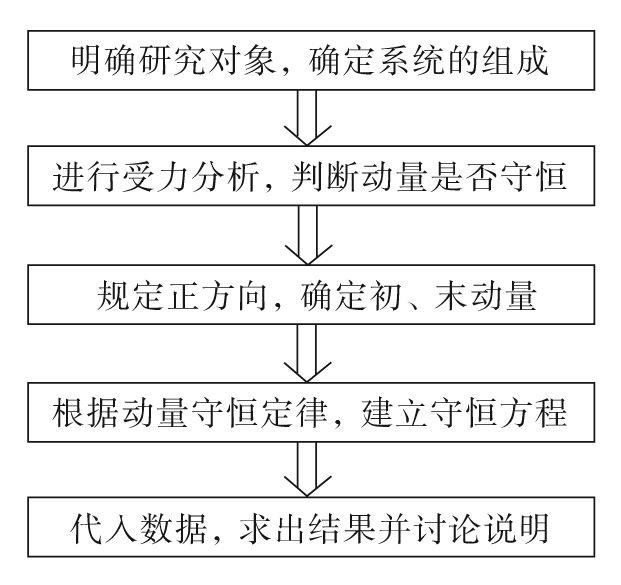 明确研究对象，确定系统的组成
进行受力分析，判断动量是否守恒
规定正方向，确定初、末动量
根据动量守恒定律，建立守恒方程
代入数据，求出结果并讨论说明